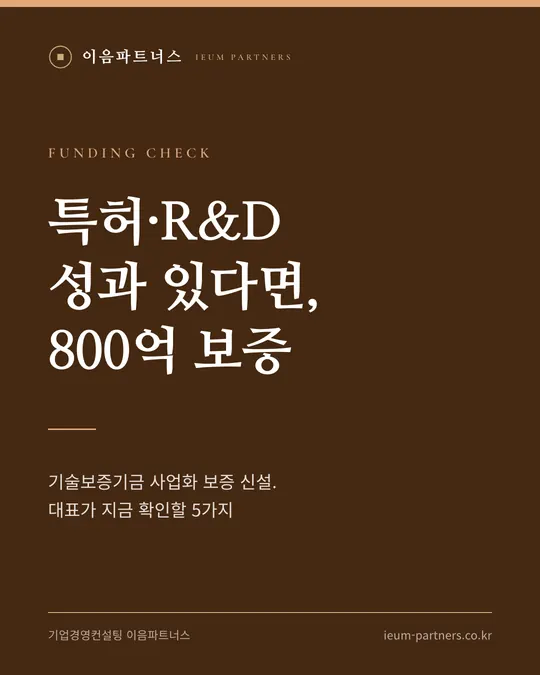 이음파트너스 IEUM PARTNERS
FUNDING CHECK
특허·R&D
성과 있다면,
800억 보증
기술보증기금 사업화 보증 신설.
대표가 지금 확인할 5가지
기업경영컨설팅 이음파트너스
ieum-partners.co.kr